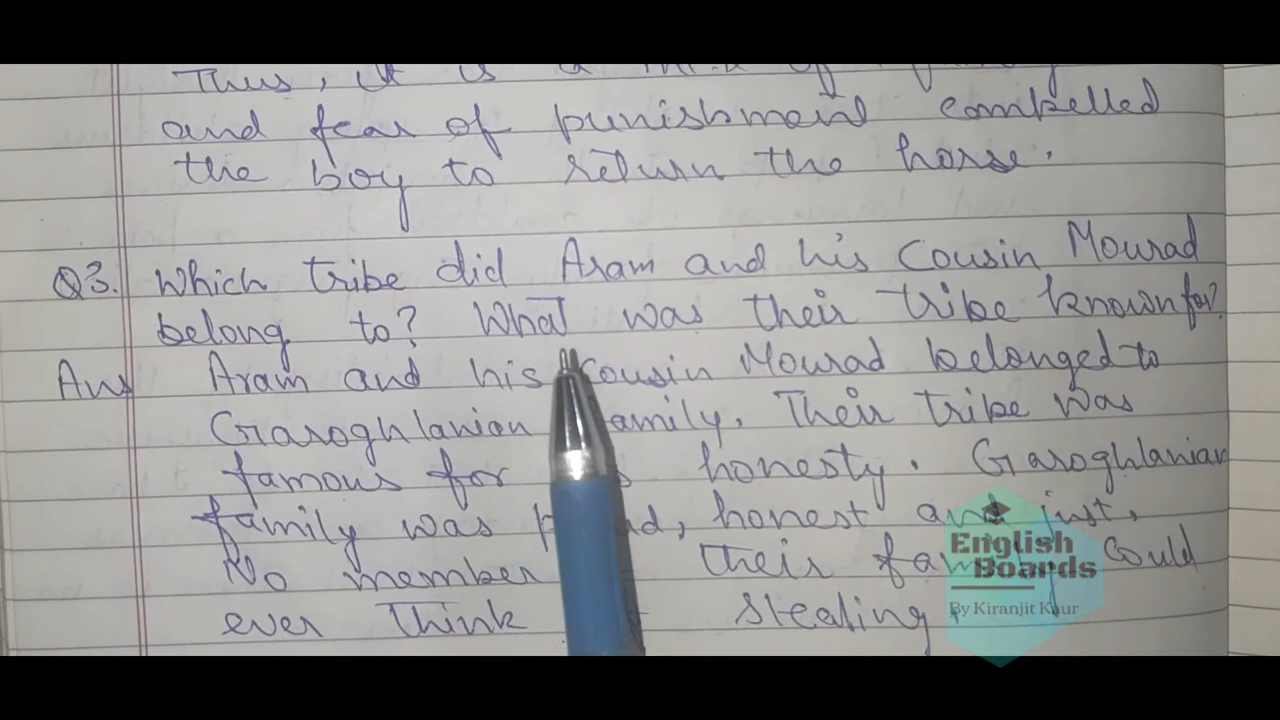 Thus, it is a
and fear of punishment compelled
the boy to return the horse.
Q3. Which tribe did Aram and his Cousin Mourad
belong to? What was their tribe known for?
Ans Aram and his Cousin Mourad belonged to
Garoghlanian family. Their tribe was
famous for honesty. Garoghlanian
family was honest and just,
No member their could
ever think stealing
English
Boards
By Kiranjit Kaur